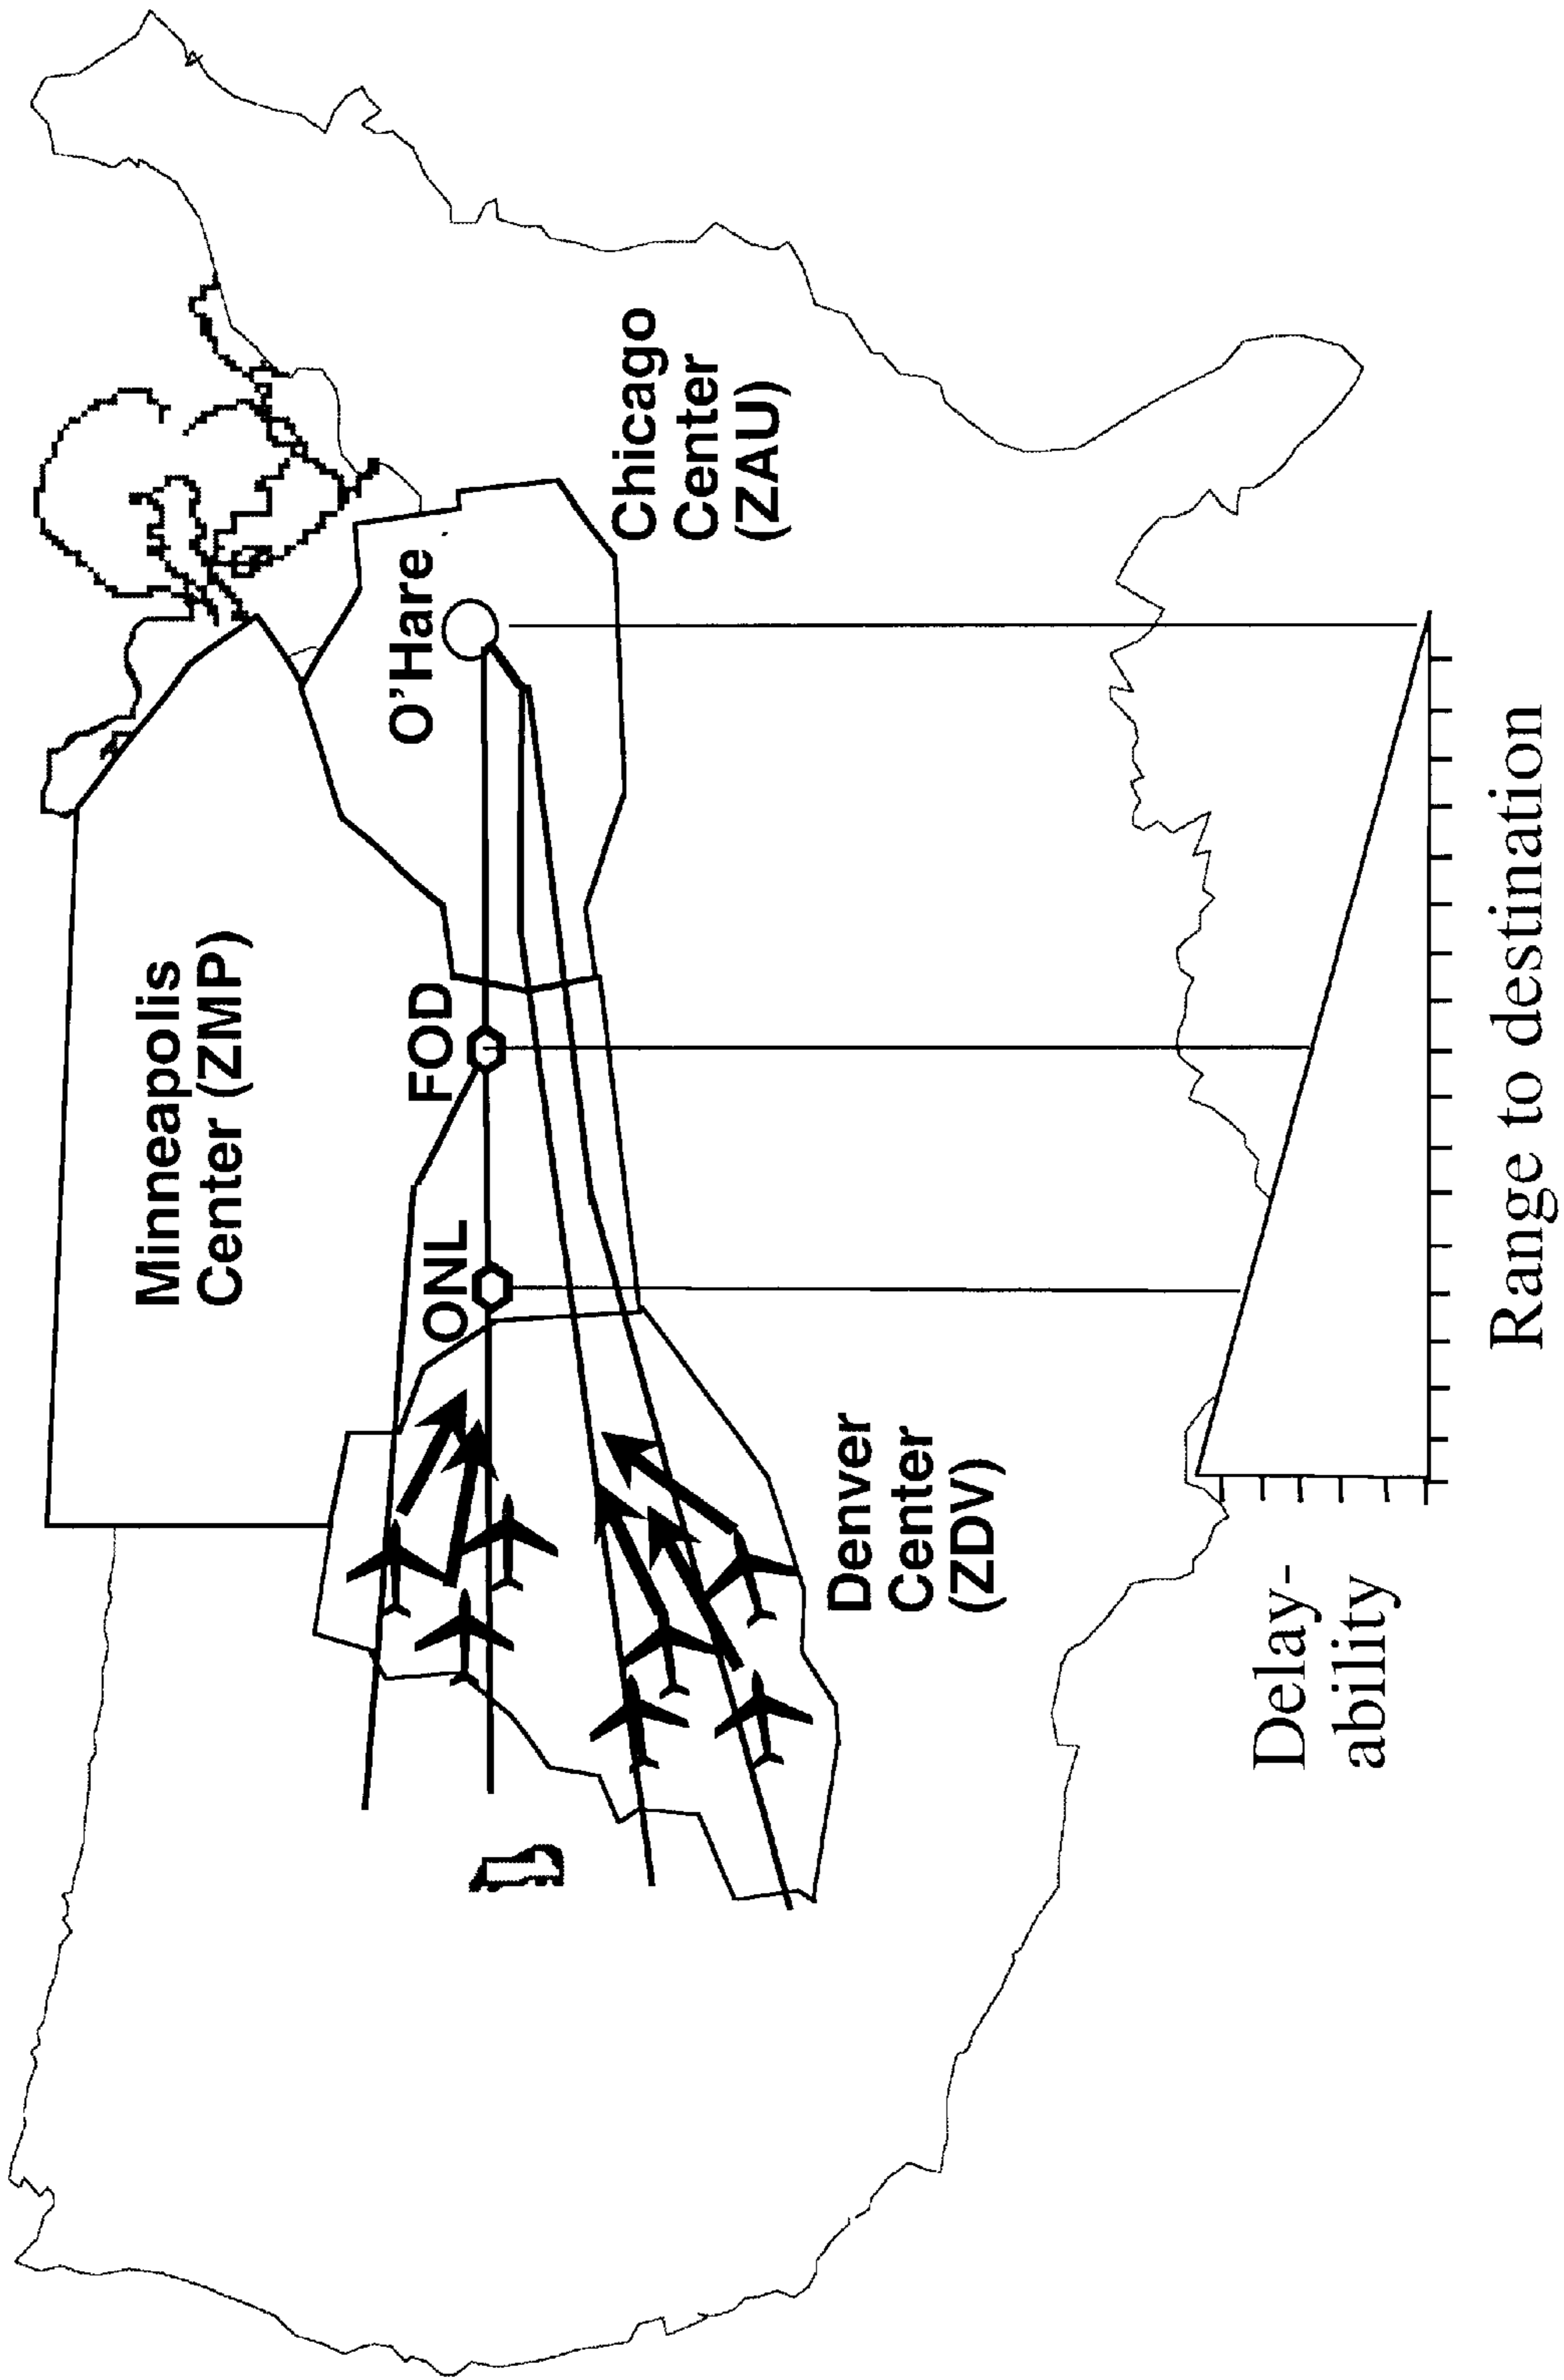 Minneapolis
Center (ZMP)
ONL
FOD
O'Hare
Chicago
Center
(ZAU)
Denver
Center
(ZDV)
Delay-
ability
Range to destination